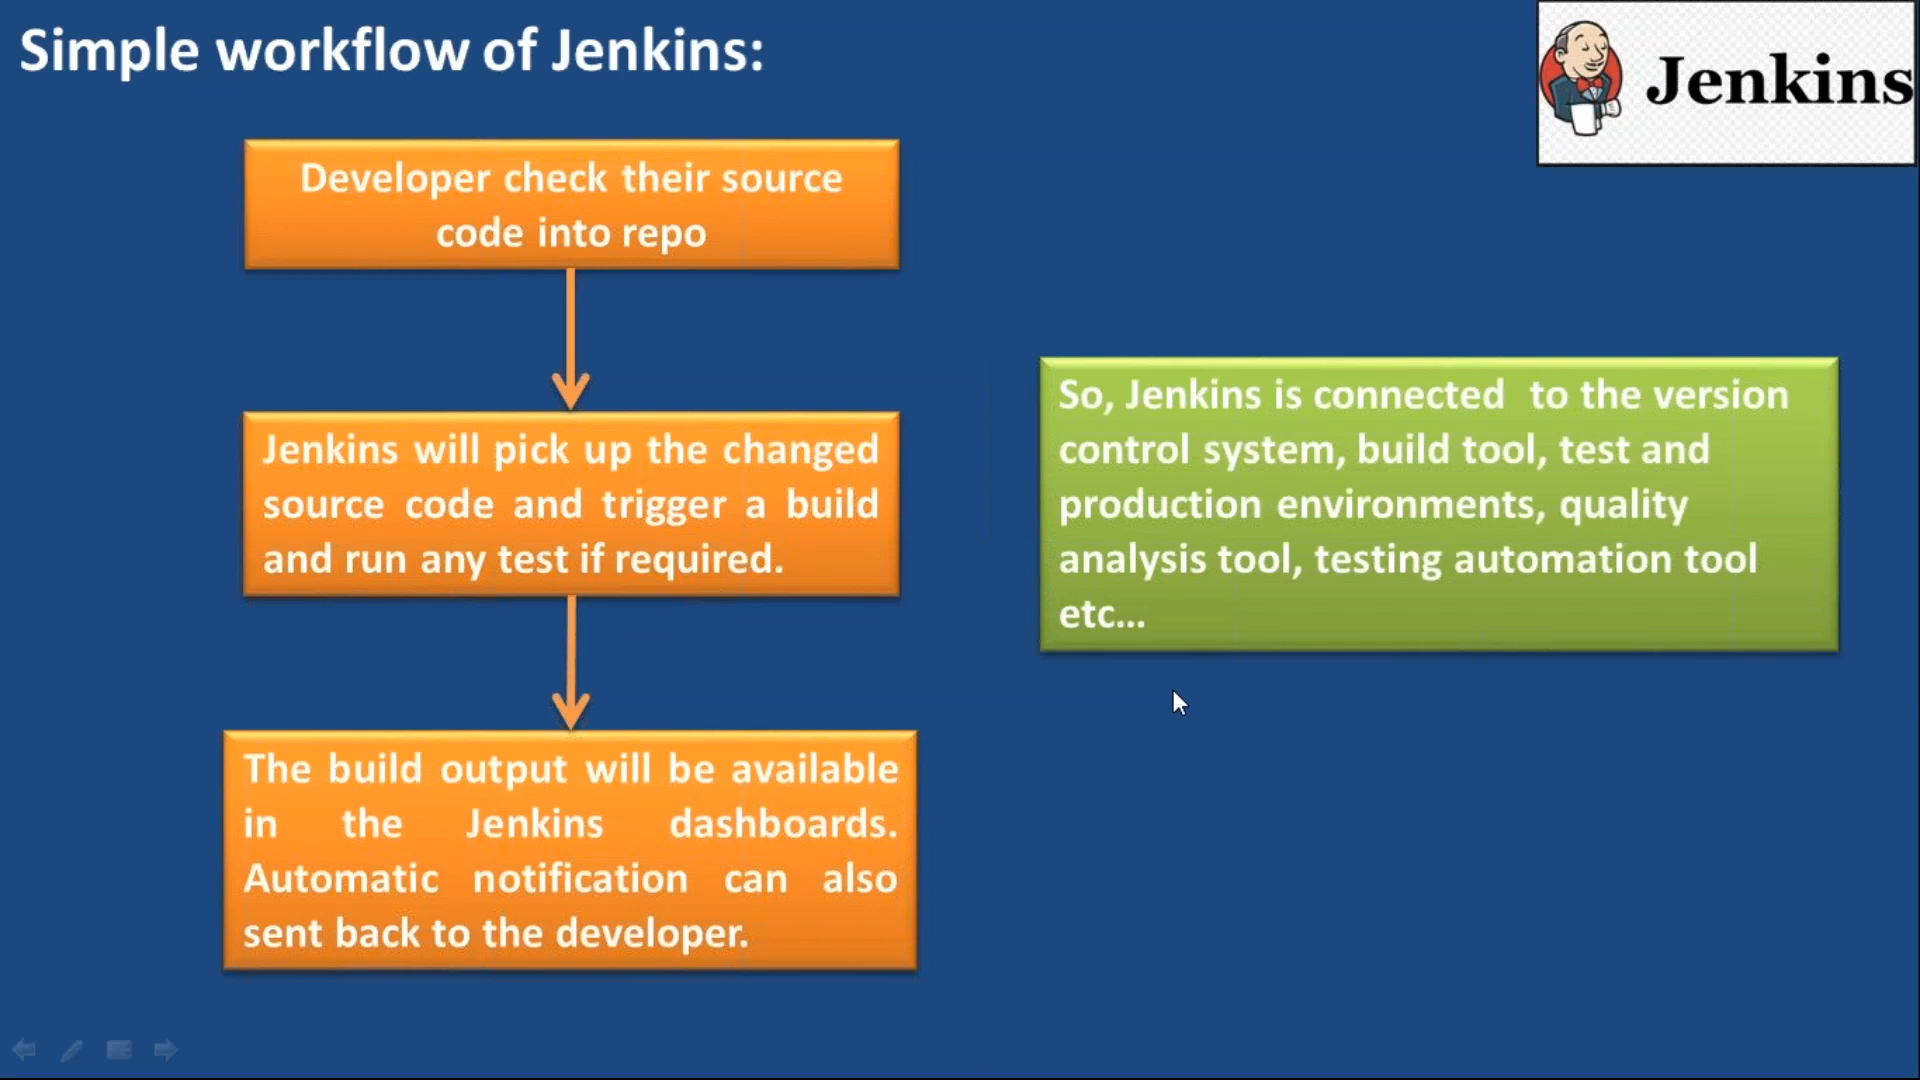 Simple workflow of Jenkins:
Jenkins
Developer check their source
code into repo
Jenkins will pick up the changed
source code and trigger a build
and run any test if required.
The build output will be available
in the Jenkins dashboards.
Automatic notification can also
sent back to the developer.
So, Jenkins is connected  to the version
control system, build tool, test and
production environments, quality
analysis tool, testing automation tool
etc...